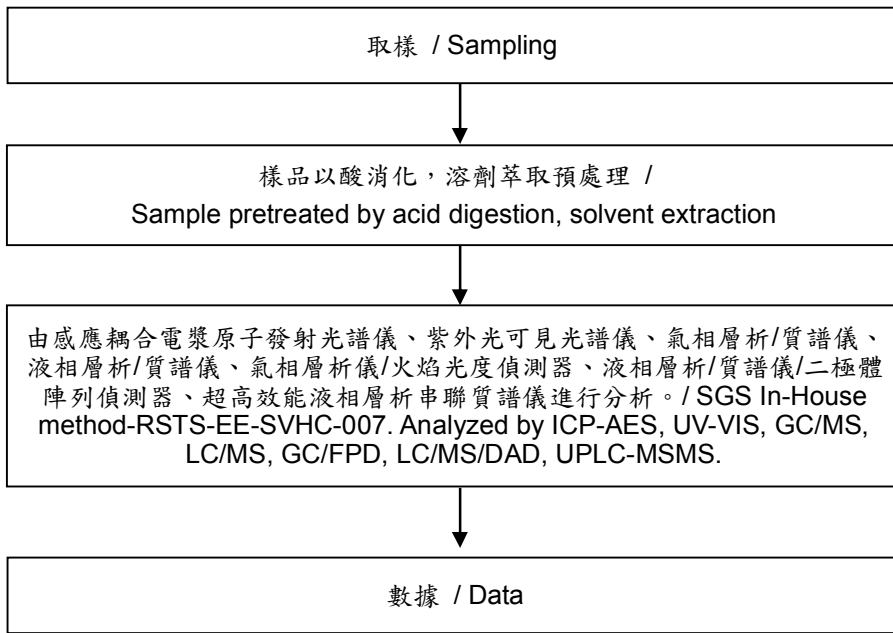 取樣 / Sampling
樣品以酸消化，溶劑萃取預處理 /
Sample pretreated by acid digestion, solvent extraction
由感應耦合電漿原子發射光譜儀、紫外光可見光譜儀、氣相層析/質譜儀、
液相層析/質譜儀、氣相層析儀/火焰光度偵測器、液相層析/質譜儀/二極體
陣列偵測器、超高效能液相層析串聯質譜儀進行分析。/ SGS In-House
method-RSTS-EE-SVHC-007. Analyzed by ICP-AES, UV-VIS, GC/MS,
LC/MS, GC/FPD, LC/MS/DAD, UPLC-MSMS.
數據 / Data